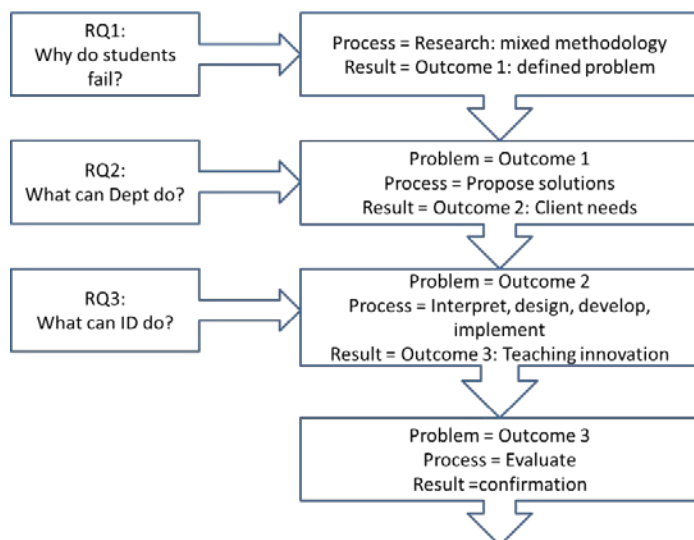 RQ1:
Why do students
fail?
Process = Research: mixed methodology
Result = Outcome 1: defined problem
RQ2:
What can Dept do?
Problem = Outcome 1
Process = Propose solutions
Result = Outcome 2: Client needs
RQ3:
What can ID do?
Problem = Outcome 2
Process = Interpret, design, develop,
implement
Result = Outcome 3: Teaching innovation
Problem = Outcome 3
Process = Evaluate
Result =confirmation